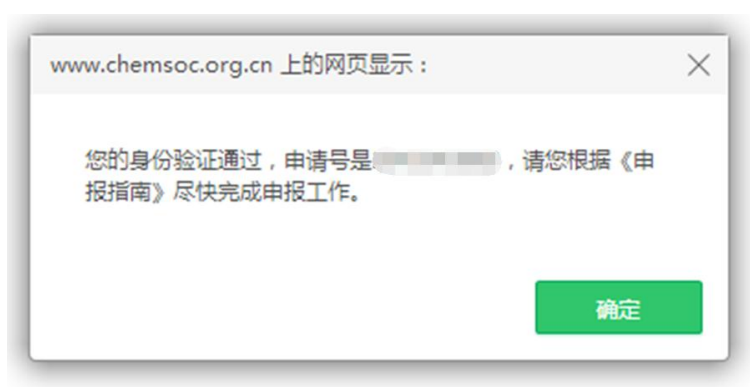 www.chemsoc.org.cn 上的网页显示：
您的身份验证通过，申请号是，请您根据《申
报指南》尽快完成申报工作。
确定